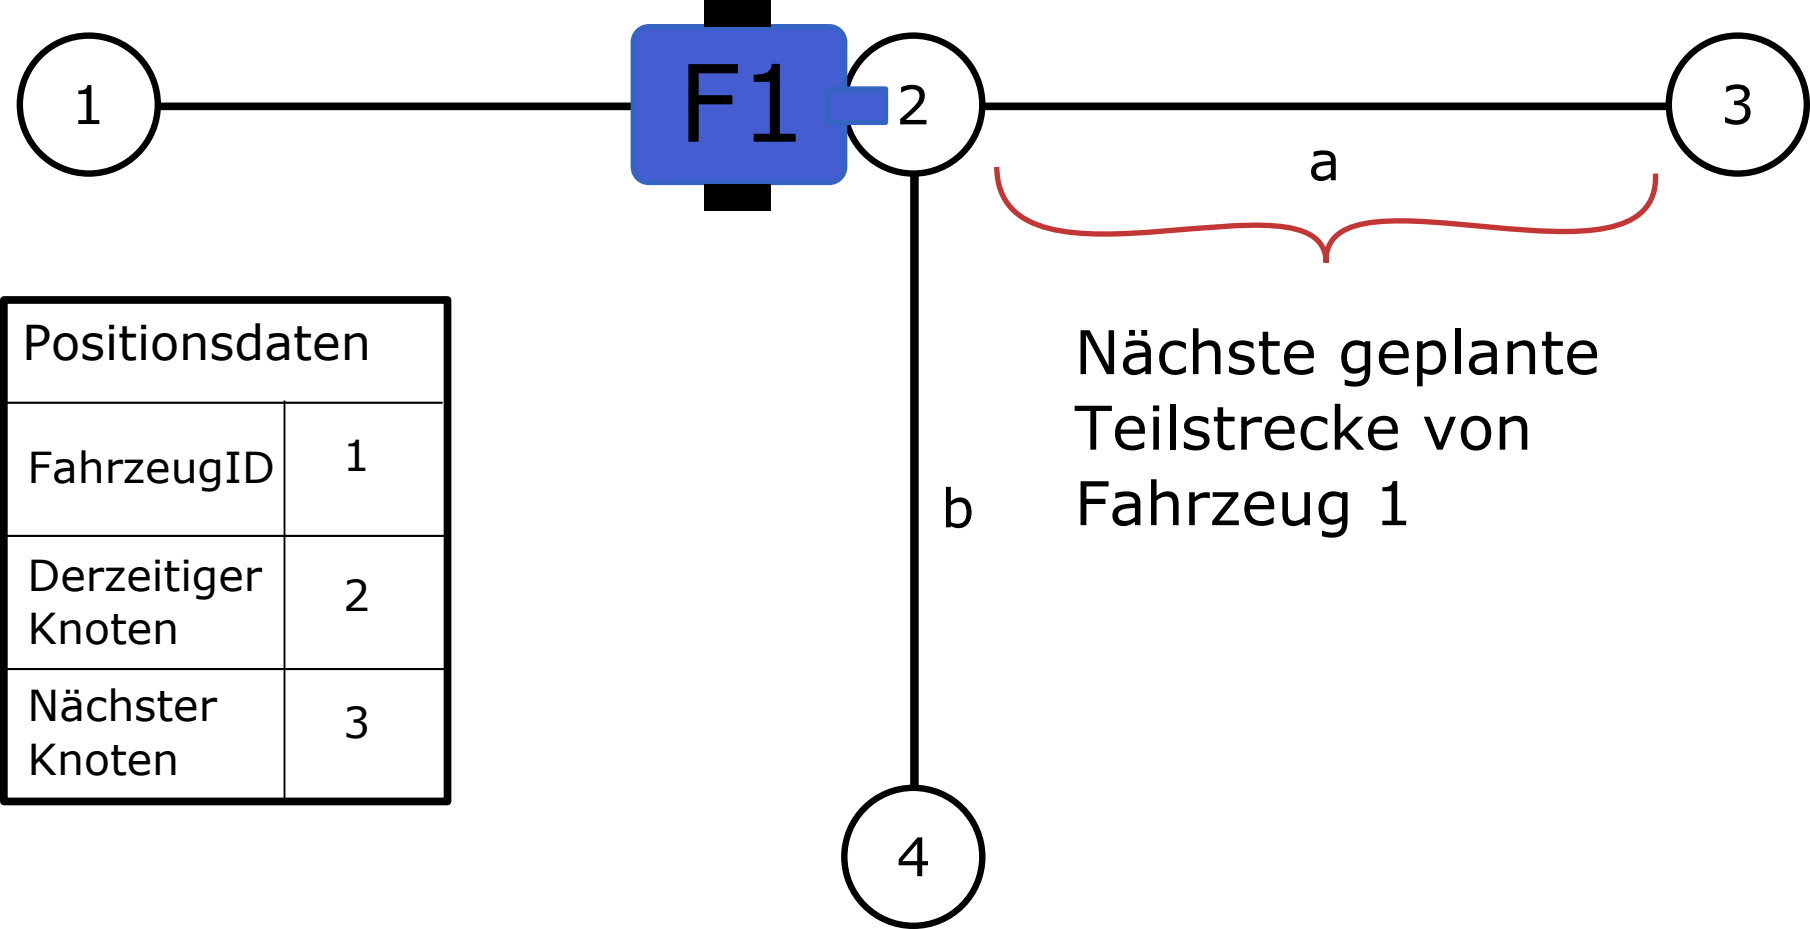 1
F1
2
3
a
Positionsdaten
FahrzeugID
1
Derzeitiger
Knoten
2
Nächster
Knoten
3
Nächste geplante
Teilstrecke von
Fahrzeug 1
b
4